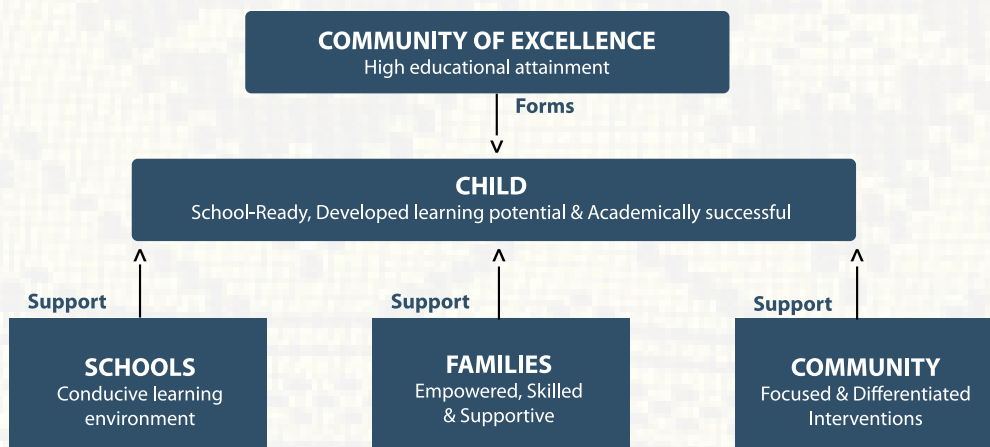 COMMUNITY OF EXCELLENCE
High educational attainment
Forms
CHILD
School-Ready, Developed learning potential & Academically successful
Support
SCHOOLS
Conducive learning
environment
Support
FAMILIES
Empowered, Skilled
& Supportive
Support
COMMUNITY
Focused & Differentiated
Interventions